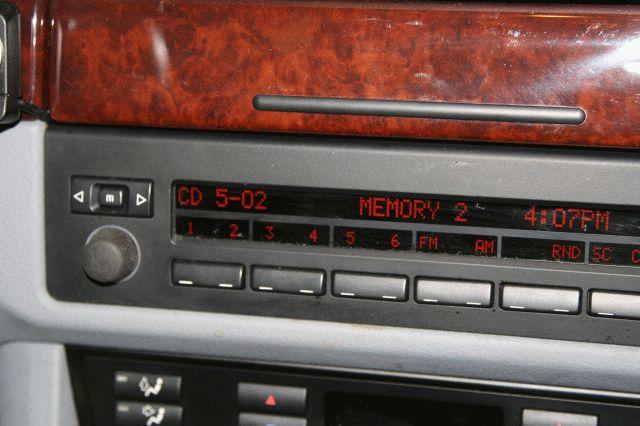 CD 5-02 MEMORY 2 4:07PM
m
1 2 3 4 5 6 FM AM RND SC C